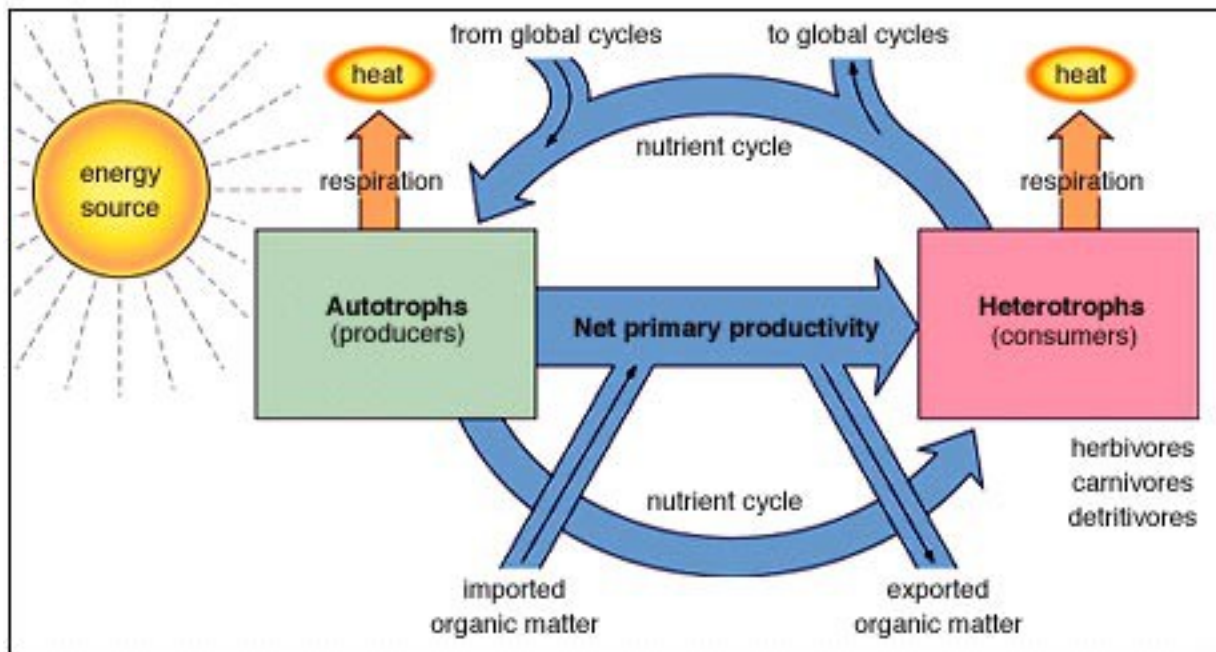 from global cycles
to global cycles
heat
heat
energy
source
nutrient cycle
respiration
respiration
Autotrophs
(producers)
Net primary productivity
Heterotrophs
(consumers)
herbivores
carnivores
detritivores
nutrient cycle
imported
organic matter
exported
organic matter